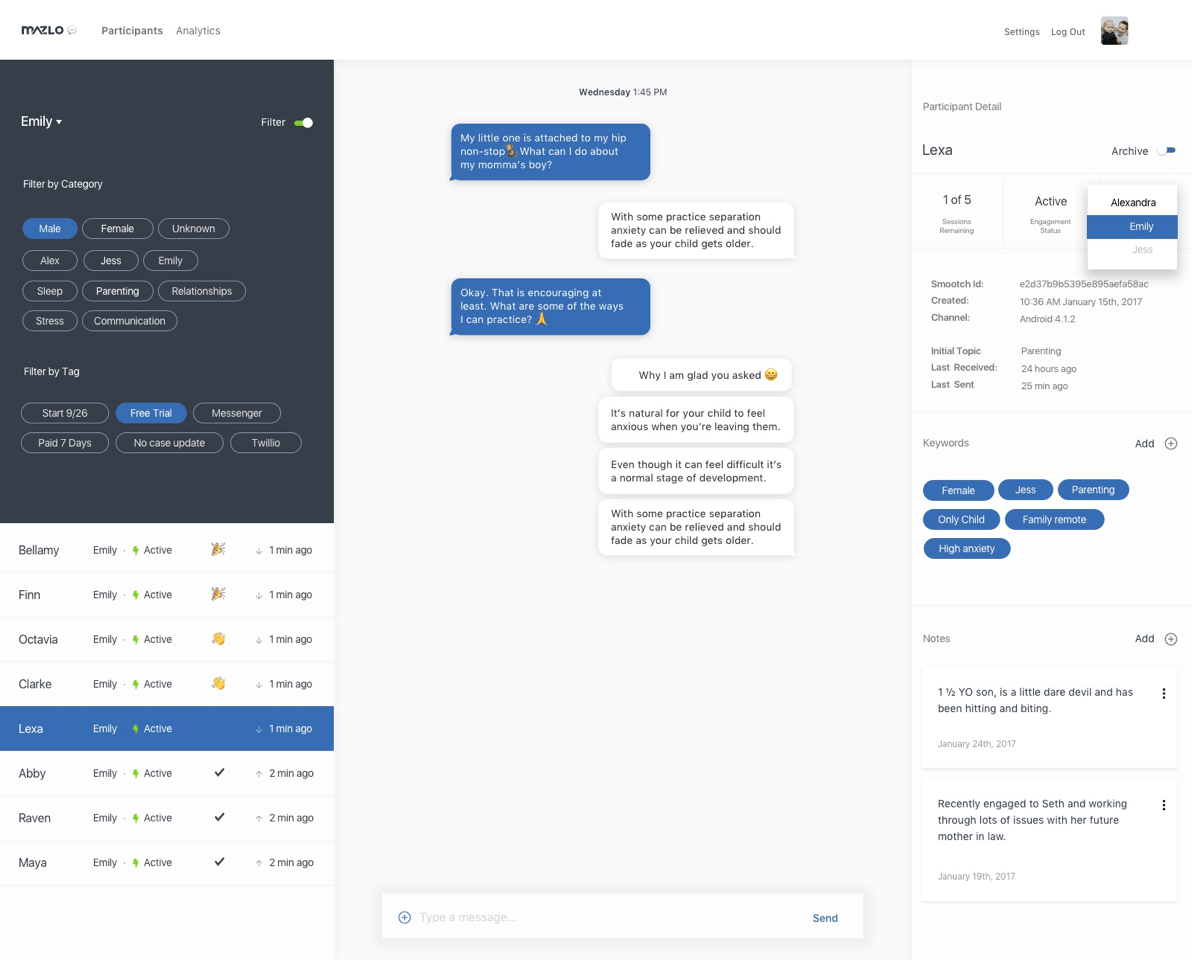 MAZLO
Participants Analytics
Settings Log Out
Emily
Filter
Filter by Category
Male Female Unknown
Alex Jess Emily
Sleep Parenting Relationships
Stress Communication
Filter by Tag
Start 9/26 Free Trial Messenger
Paid 7 Days No case update Twillio
Bellamy Emily · Active 1 min ago
Finn Emily · Active 1 min ago
Octavia Emily · Active 1 min ago
Clarke Emily · Active 1 min ago
Lexa Emily Active 1 min ago
Abby Emily · Active 2 min ago
Raven Emily · Active 2 min ago
Maya Emily · Active 2 min ago
Wednesday 1:45 PM
My little one is attached to my hip
non-stop What can I do about
my momma's boy?
With some practice separation
anxiety can be relieved and should
fade as your child gets older.
Okay. That is encouraging at
least. What are some of the ways
I can practice? 🙏
Why I am glad you asked 😄
It's natural for your child to feel
anxious when you're leaving them.
Even though it can feel difficult it's
a normal stage of development.
With some practice separation
anxiety can be relieved and should
fade as your child gets older.
Type a message...
Send
Participant Detail
Lexa
Archive
1 of 5
Sessions
Remaining
Active
Engagement
Status
Alexandra
Emily
Jess
Smootch Id: e2d37b9b5395e895aefa58ac
Created: 10:36 AM January 15th, 2017
Channel: Android 4.1.2
Initial Topic Parenting
Last Received: 24 hours ago
Last Sent 25 min ago
Keywords
Add
Female Jess Parenting
Only Child Family remote
High anxiety
Notes
Add
1 ½ YO son, is a little dare devil and has
been hitting and biting.
January 24th, 2017
Recently engaged to Seth and working
through lots of issues with her future
mother in law.
January 19th, 2017